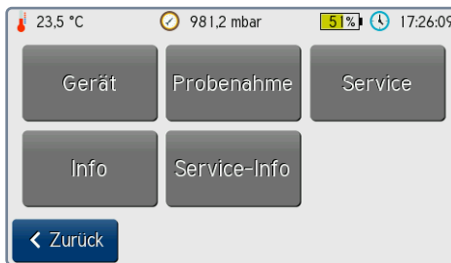 23,5 °C 981,2 mbar 51% 17:26:09
Gerät Probenahme Service
Info Service-Info
Zurück